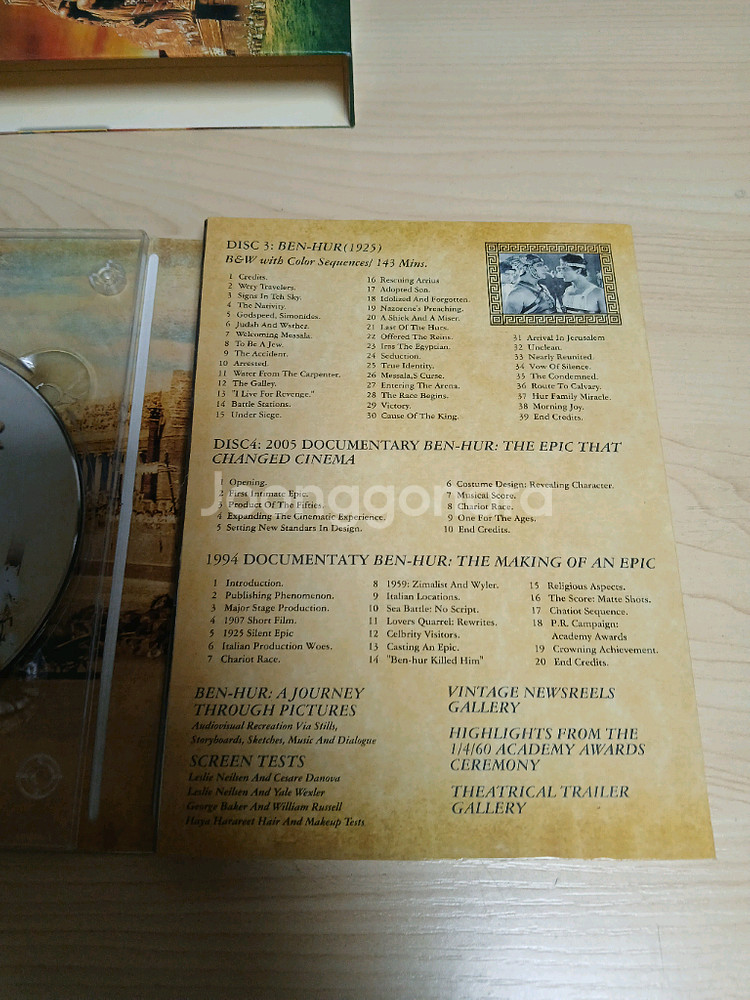 DISC 3: BEN-HUR(1925)
B&W with Color Sequences/ 143 Mins.
1 Credits.
2 Wery Travelers.
3 Signs In Teh Sky.
4 The Nativity.
5 Godspeed, Simonides.
6 Judah And Wsthez.
7 Welcoming Messala.
8 To Be A Jew.
9 The Accident.
10 Arrested.
11 Water From The Carpenter.
12 The Galley.
13 "I Live For Revenge."
14 Battle Stations.
15 Under Siege.
16 Rescuing Arrius
17 Adopted Son.
18 Idolized And Forgotten.
19 Nazorene's Preaching.
20 A Shick And A Miser.
21 Last Of The Hurs.
22 Offered The Reins.
23 Iras The Egyptian.
24 Seduction.
25 True Identity.
26 Messala,S Curse.
27 Entering The Arena.
28 The Race Begins.
29 Victory.
30 Cause Of The King.
31 Arrival In Jerusalem
32 Unclean.
33 Nearly Reunited.
34 Vow Of Silence.
35 The Condemned.
36 Route To Calvary.
37 Hur Family Miracle.
38 Morning Joy.
39 End Credits.
DISC4: 2005 DOCUMENTARY BEN-HUR: THE EPIC THAT
CHANGED CINEMA
1 Opening.
2 First Intimate Epic.
3 Product Of The Fifties.
4 Expanding The Cinematic Experience.
5 Setting New Standars In Design.
6 Costume Design: Revealing Character.
7 Musical Score.
8 Chariot Race.
9 One For The Ages.
10 End Credits.
1994 DOCUMENTATY BEN-HUR: THE MAKING OF AN EPIC
1 Introduction.
2 Publishing Phenomenon.
3 Major Stage Production.
4 1907 Short Film.
5 1925 Silent Epic
6 Italian Production Woes.
7 Chariot Race.
8 1959: Zimalist And Wyler.
9 Italian Locations.
10 Sea Battle: No Script.
11 Lovers Quarrel: Rewrites.
12 Celbrity Visitors.
13 Casting An Epic.
14 "Ben-hur Killed Him"
15 Religious Aspects.
16 The Score: Matte Shots.
17 Chatiot Sequence.
18 P.R. Campaign:
Academy Awards
19 Crowning Achievement.
20 End Credits.
BEN-HUR: A JOURNEY
THROUGH PICTURES
Audiovisual Recreation Via Stills,
Storyboards, Sketches, Music And Dialogue
SCREEN TESTS
Leslie Neilsen And Cesare Danova
Leslie Neilsen And Yale Wexler
George Baker And William Russell
Haya Harareet Hair And Makeup Tests
VINTAGE NEWSREELS
GALLERY
HIGHLIGHTS FROM THE
1/4/60 ACADEMY AWARDS
CEREMONY
THEATRICAL TRAILER
GALLERY